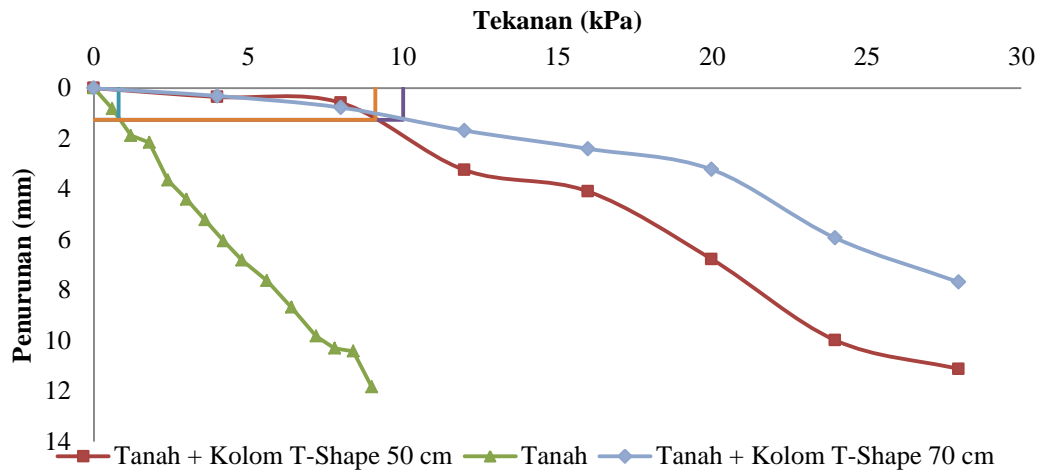 Tekanan (kPa)
0 5 10 15 20 25 30
Penurunan (mm)
0
2
4
6
8
10
12
14
Tanah + Kolom T-Shape 50 cm Tanah Tanah + Kolom T-Shape 70 cm